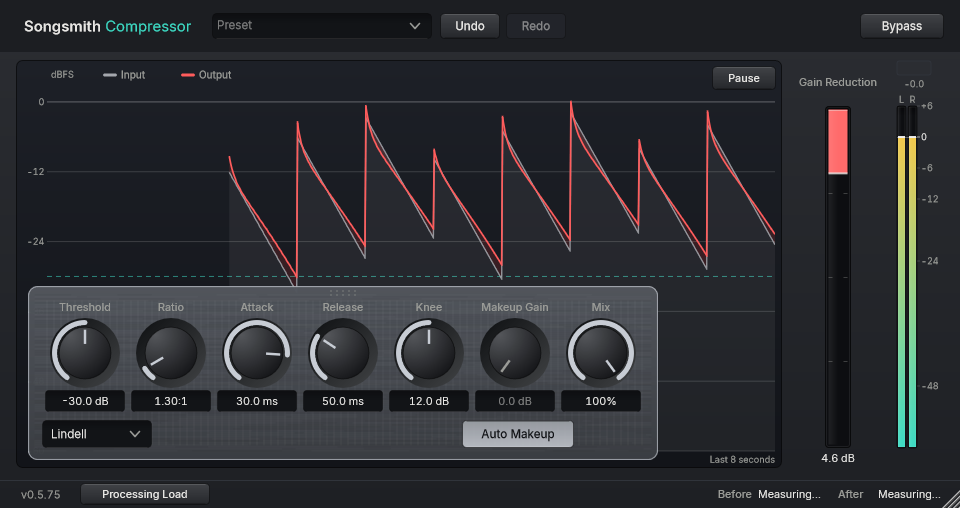 Songsmith Compressor
Preset
Undo
Redo
Bypass
dBFS
Input
Output
Pause
Gain Reduction
-0.0
L R
+6
0
-6
-12
-24
-48
0
-12
-24
Threshold
Ratio
Attack
Release
Knee
Makeup Gain
Mix
-30.0 dB
1.30:1
30.0 ms
50.0 ms
12.0 dB
0.0 dB
100%
Lindell
Auto Makeup
Last 8 seconds
4.6 dB
v0.5.75
Processing Load
Before Measuring...
After Measuring...